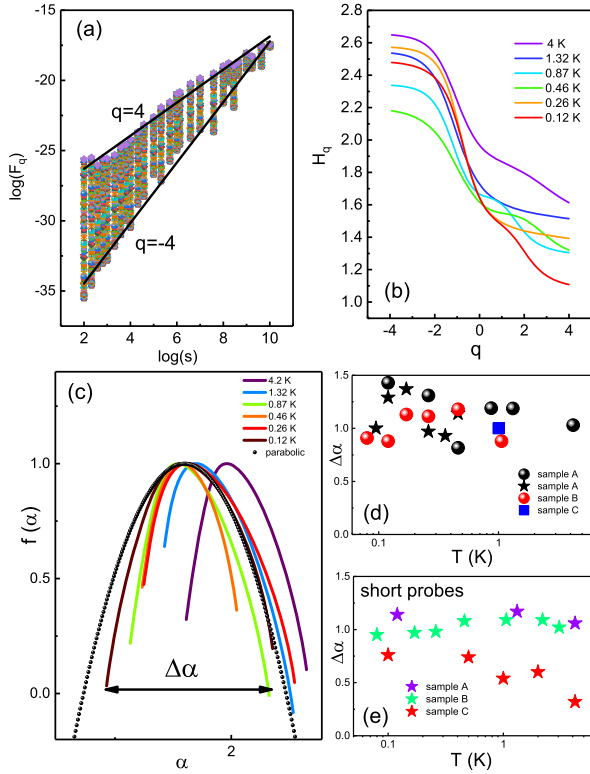 (a)
log(F_q)
-15
-20
-25
-30
-35
q=4
q=-4
2
4
6
8
10
log(s)
(b)
H_q
2.8
2.6
2.4
2.2
2.0
1.8
1.6
1.4
1.2
1.0
4 K
1.32 K
0.87 K
0.46 K
0.26 K
0.12 K
-4
-2
0
2
4
q
(c)
f (α)
1.0
0.5
0.0
4.2 K
1.32 K
0.87 K
0.46 K
0.26 K
0.12 K
parabolic
Δα
2
α
Δα
1.5
1.0
0.5
0.0
sample A
sample A
sample B
sample C
(d)
0.1
1
T (K)
short probes
Δα
1.5
1.0
0.5
0.0
sample A
sample B
sample C
(e)
0.1
1
T (K)